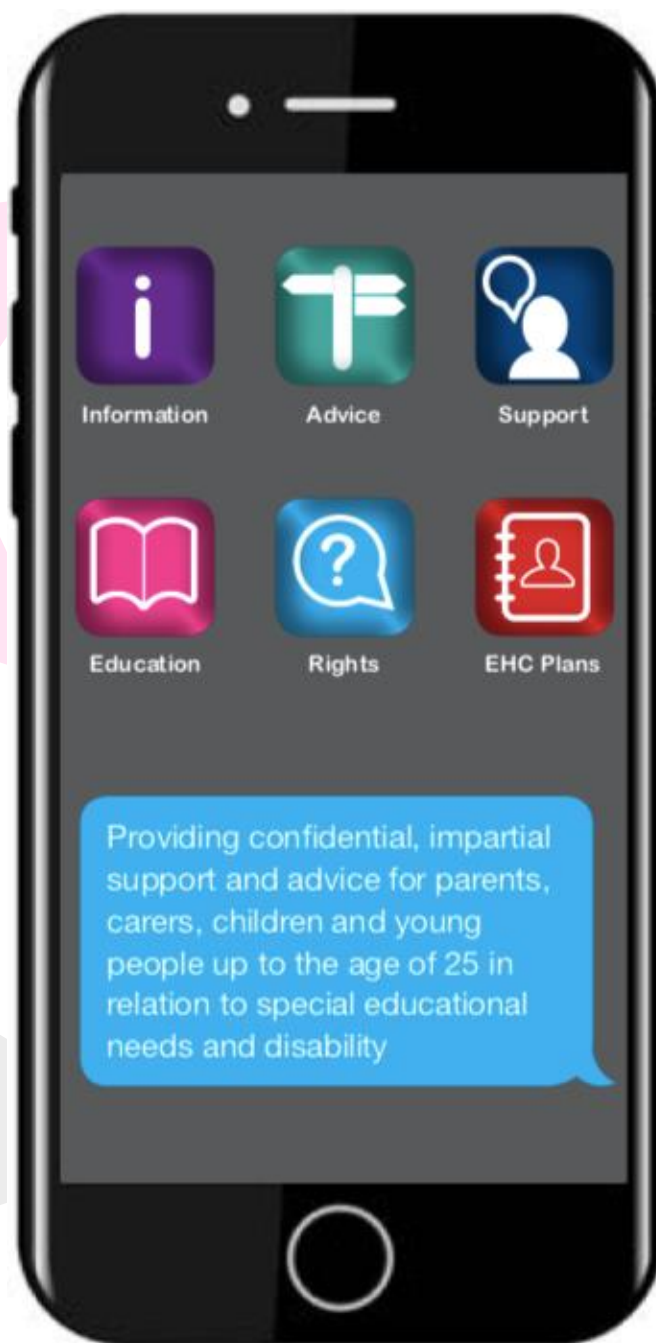 Information Advice Support
Education Rights EHC Plans
Providing confidential, impartial
support and advice for parents,
carers, children and young
people up to the age of 25 in
relation to special educational
needs and disability